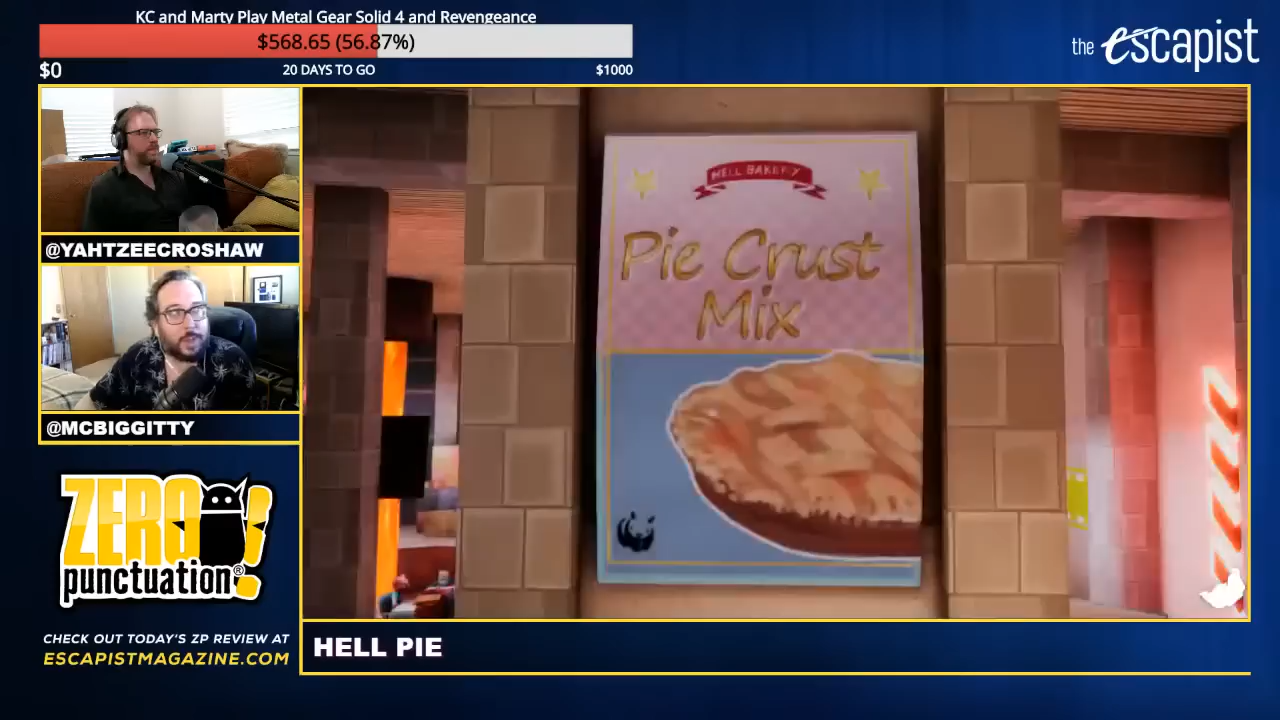 KC and Marty Play Metal Gear Solid 4 and Revengeance
$568.65 (56.87%)
$0
20 DAYS TO GO
$1000
the escapist
@YAHTZEECROSHAW
@MCBIGGITTY
HELL BAKERY
Pie Crust
Mix
ZERO
punctuation®
!
CHECK OUT TODAY'S ZP REVIEW AT
ESCAPISTMAGAZINE.COM
HELL PIE